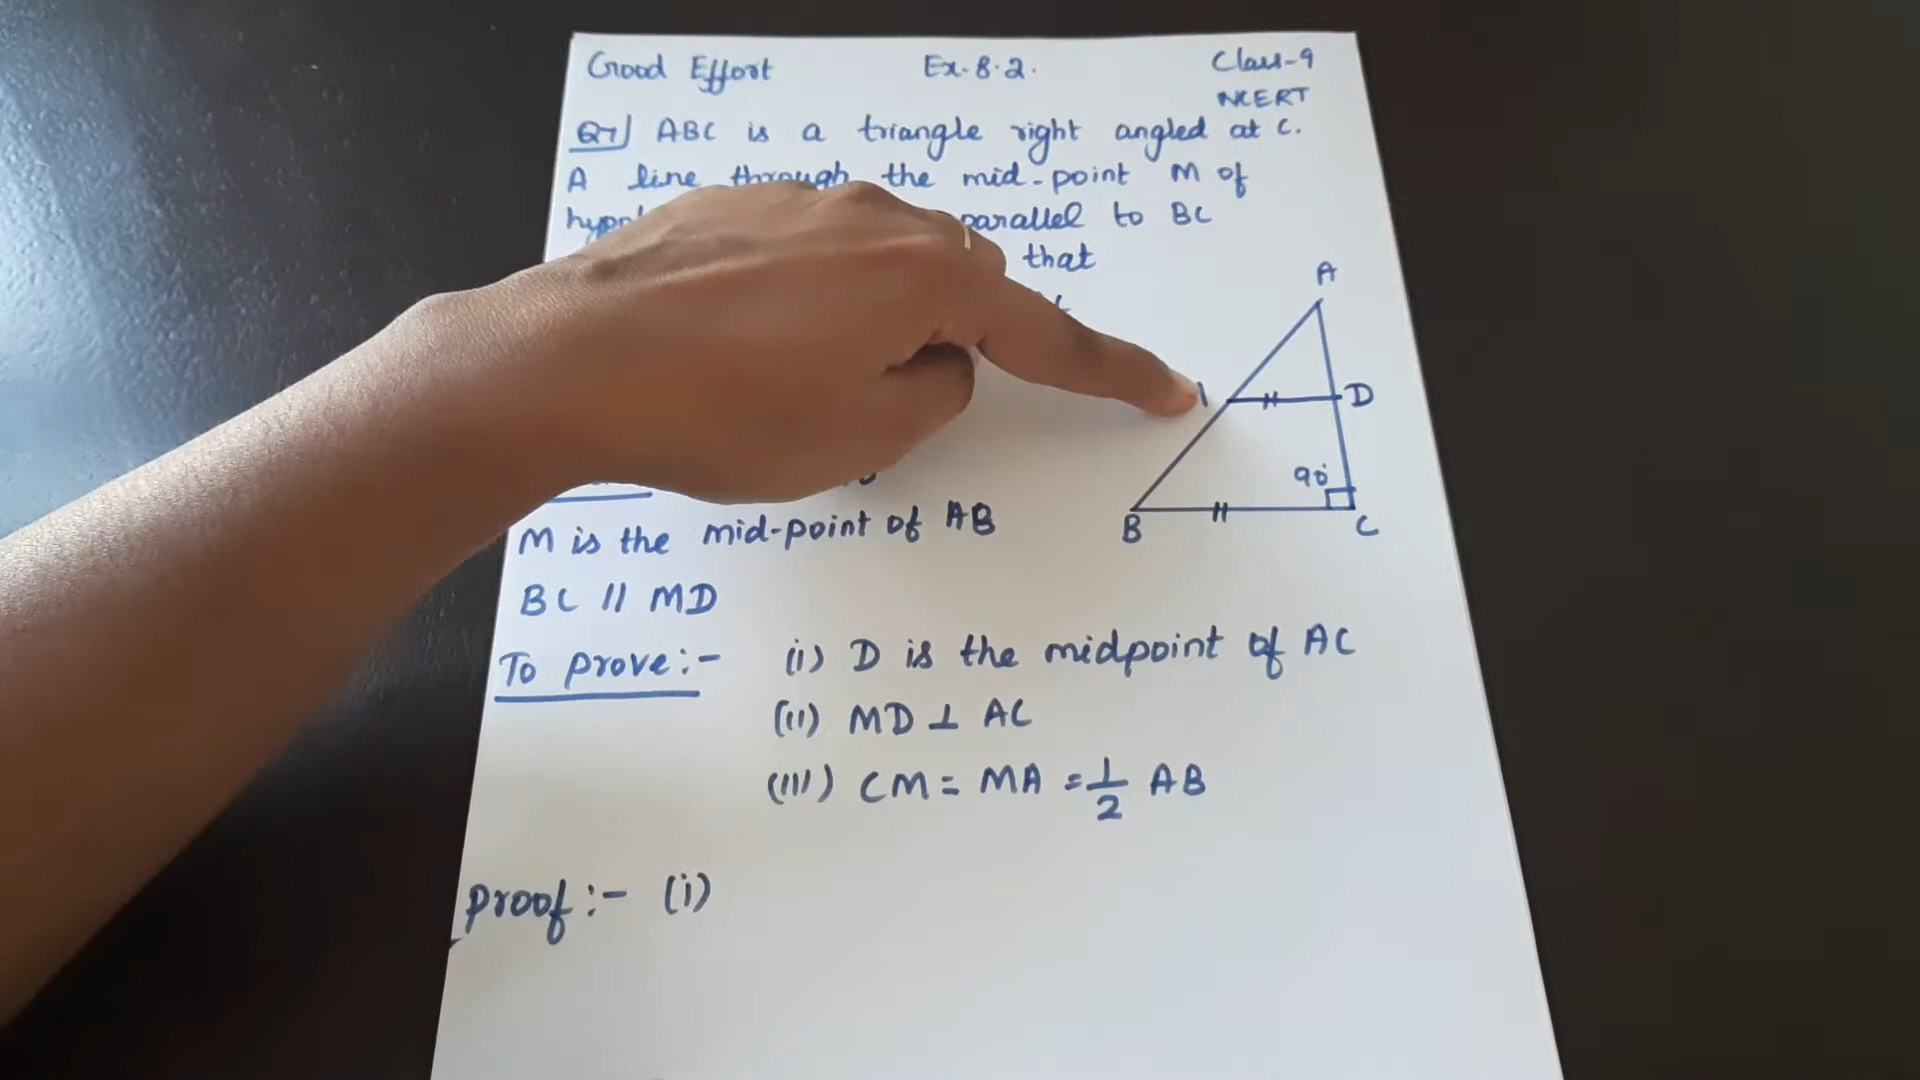 Good Effort Ex-8.2. Class-9
NCERT
Q7) ABC is a triangle right angled at C.
A line through the mid-point M of
parallel to BC
that
A
D
90°
B C
M is the mid-point of AB
BC // MD
To prove:- (i) D is the midpoint of AC
(ii) MD ⊥ AC
(iii) CM = MA = 1/2 AB
Proof:- (i)